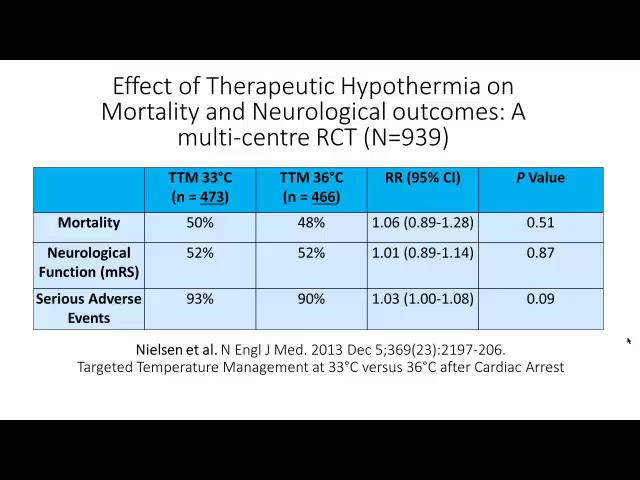 Effect of Therapeutic Hypothermia on
Mortality and Neurological outcomes: A
multi-centre RCT (N=939)
TTM 33°C (n = 473) TTM 36°C (n = 466) RR (95% CI) P Value
Mortality 50% 48% 1.06 (0.89-1.28) 0.51
Neurological Function (mRS) 52% 52% 1.01 (0.89-1.14) 0.87
Serious Adverse Events 93% 90% 1.03 (1.00-1.08) 0.09
Nielsen et al. N Engl J Med. 2013 Dec 5;369(23):2197-206.
Targeted Temperature Management at 33°C versus 36°C after Cardiac Arrest